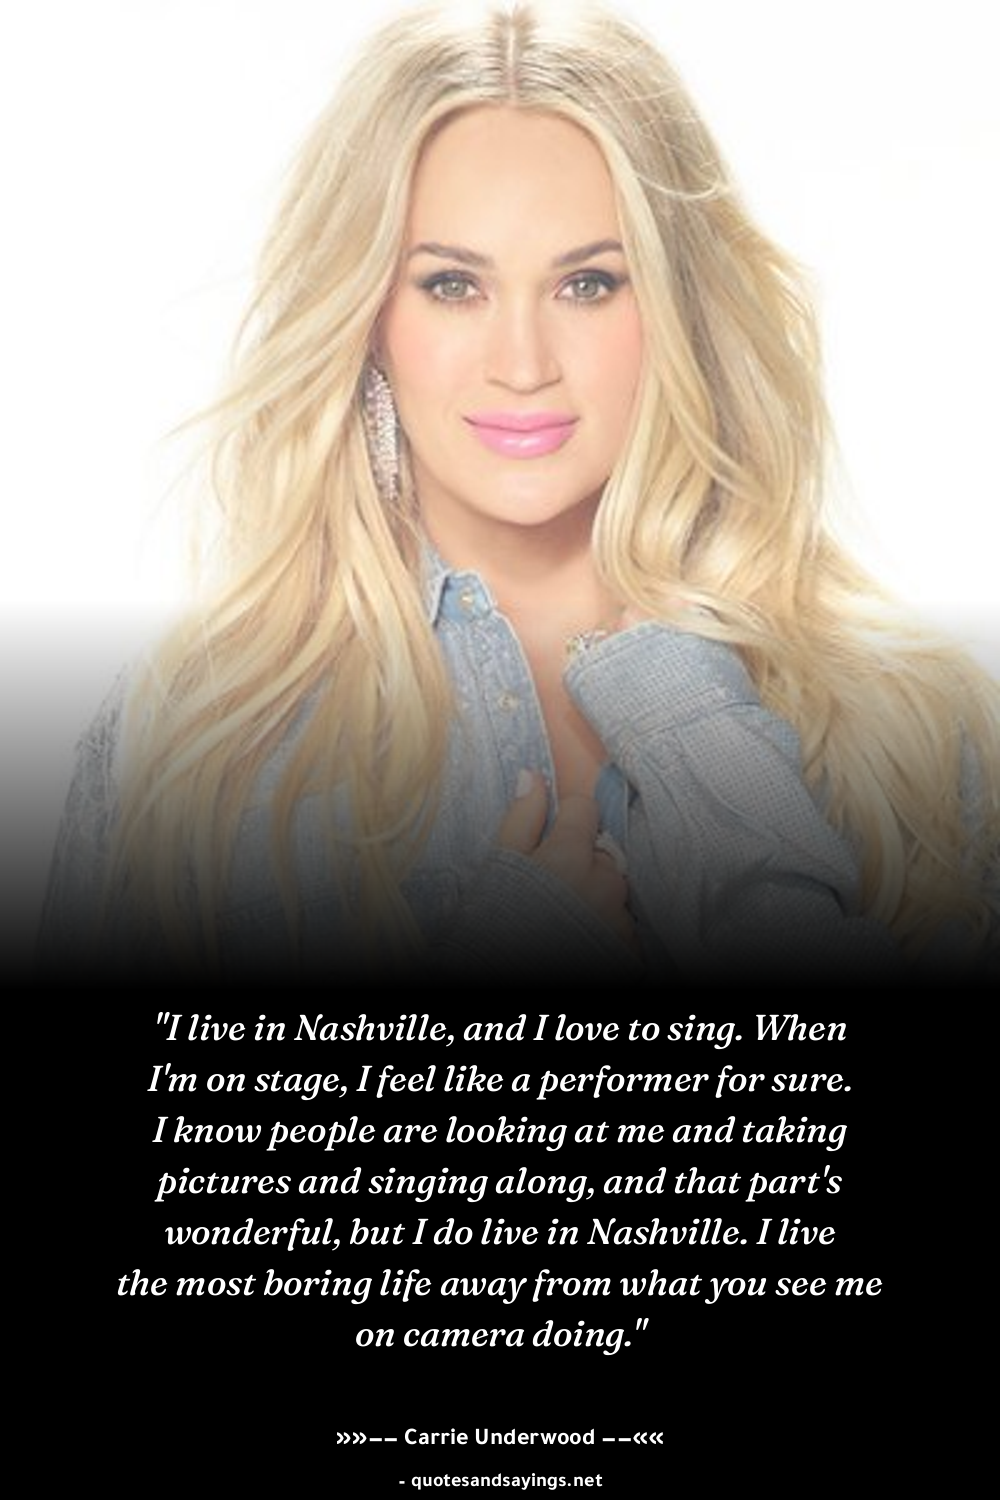 "I live in Nashville, and I love to sing. When
I'm on stage, I feel like a performer for sure.
I know people are looking at me and taking
pictures and singing along, and that part's
wonderful, but I do live in Nashville. I live
the most boring life away from what you see me
on camera doing."
»»−− Carrie Underwood −−««
- quotesandsayings.net